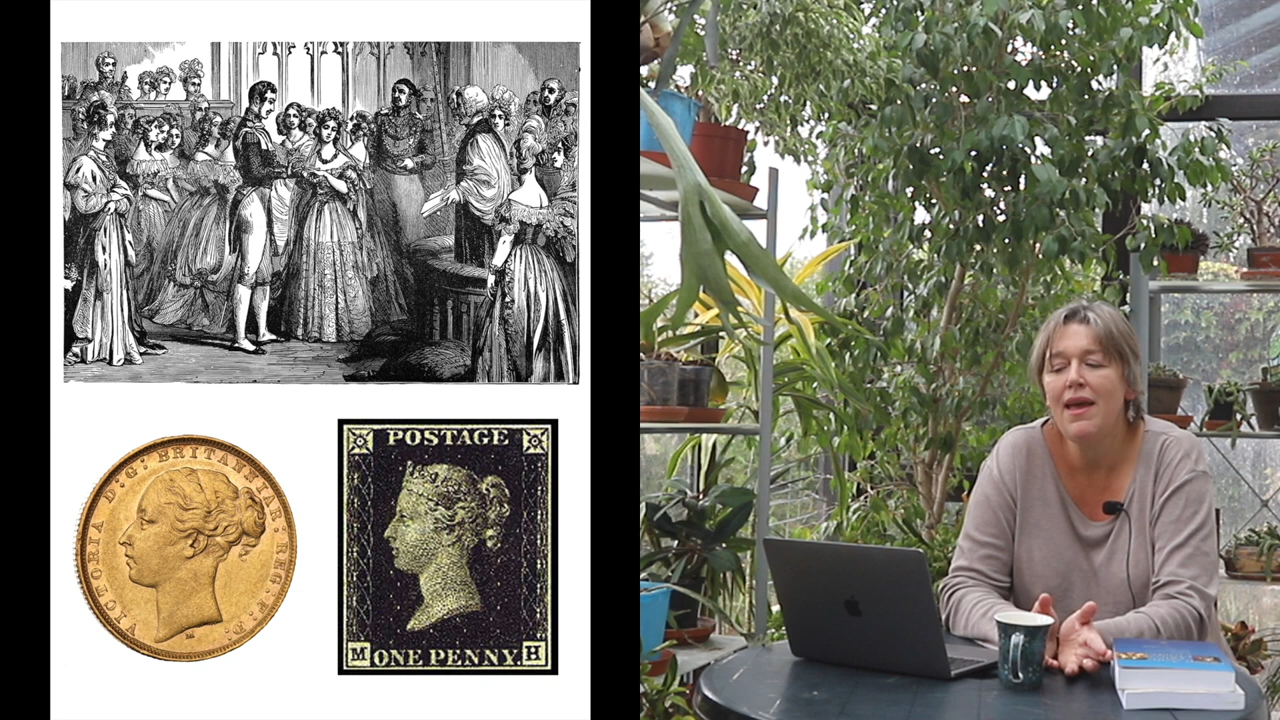 VICTORIA D: G: BRITANNIAR: REG: F: D:
M
POSTAGE
M ONE PENNY. H